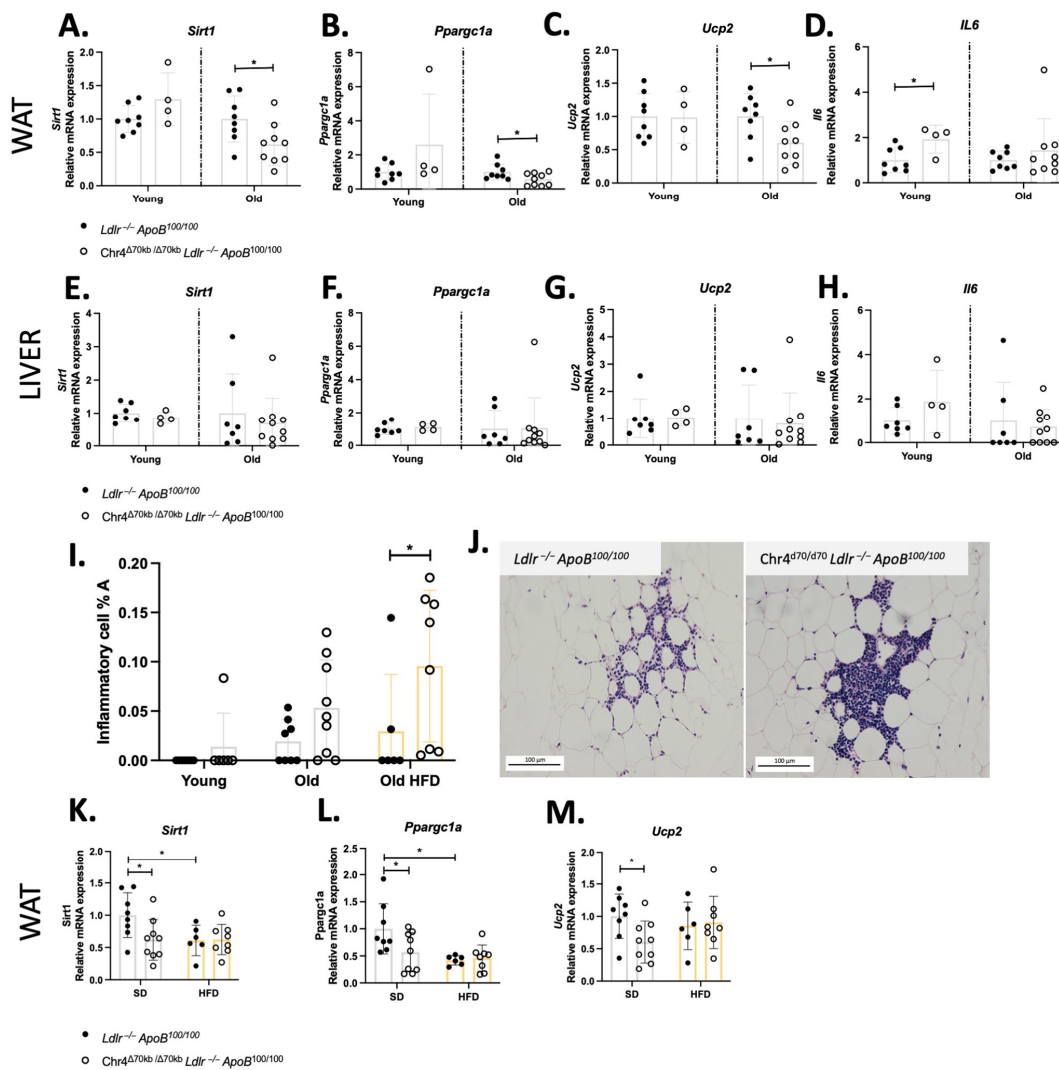 A.
Sirt1
B.
Ppargc1a
C.
Ucp2
D.
IL6
WAT
Sirt1
Relative mRNA expression
2.0
1.5
1.0
0.5
0.0
*
Young
Old
Ppargc1a
Relative mRNA expression
8
6
4
2
0
*
Young
Old
Ucp2
Relative mRNA expression
2.0
1.5
1.0
0.5
0.0
*
Young
Old
Il6
Relative mRNA expression
6
4
2
0
*
Young
Old
Ldlr −/− ApoB100/100
Chr4Δ70kb /Δ70kb Ldlr −/− ApoB100/100
E.
Sirt1
F.
Ppargc1a
G.
Ucp2
H.
Il6
LIVER
Sirt1
Relative mRNA expression
4
3
2
1
0
Young
Old
Ppargc1a
Relative mRNA expression
8
6
4
2
0
Young
Old
Ucp2
Relative mRNA expression
5
4
3
2
1
0
Young
Old
Il6
Relative mRNA expression
6
4
2
0
Young
Old
Ldlr −/− ApoB100/100
Chr4Δ70kb /Δ70kb Ldlr −/− ApoB100/100
I.
Inflammatory cell % A
0.20
0.15
0.10
0.05
0.00
*
Young
Old
Old HFD
J.
Ldlr −/− ApoB100/100
Chr4d70/d70 Ldlr −/− ApoB100/100
100 µm
100 µm
K.
Sirt1
L.
Ppargc1a
M.
Ucp2
WAT
Sirt1
Relative mRNA expression
2.0
1.5
1.0
0.5
0.0
*
*
SD
HFD
Ppargc1a
Relative mRNA expression
2.5
2.0
1.5
1.0
0.5
0.0
*
*
SD
HFD
Ucp2
Relative mRNA expression
2.0
1.5
1.0
0.5
0.0
*
SD
HFD
Ldlr −/− ApoB100/100
Chr4Δ70kb /Δ70kb Ldlr −/− ApoB100/100